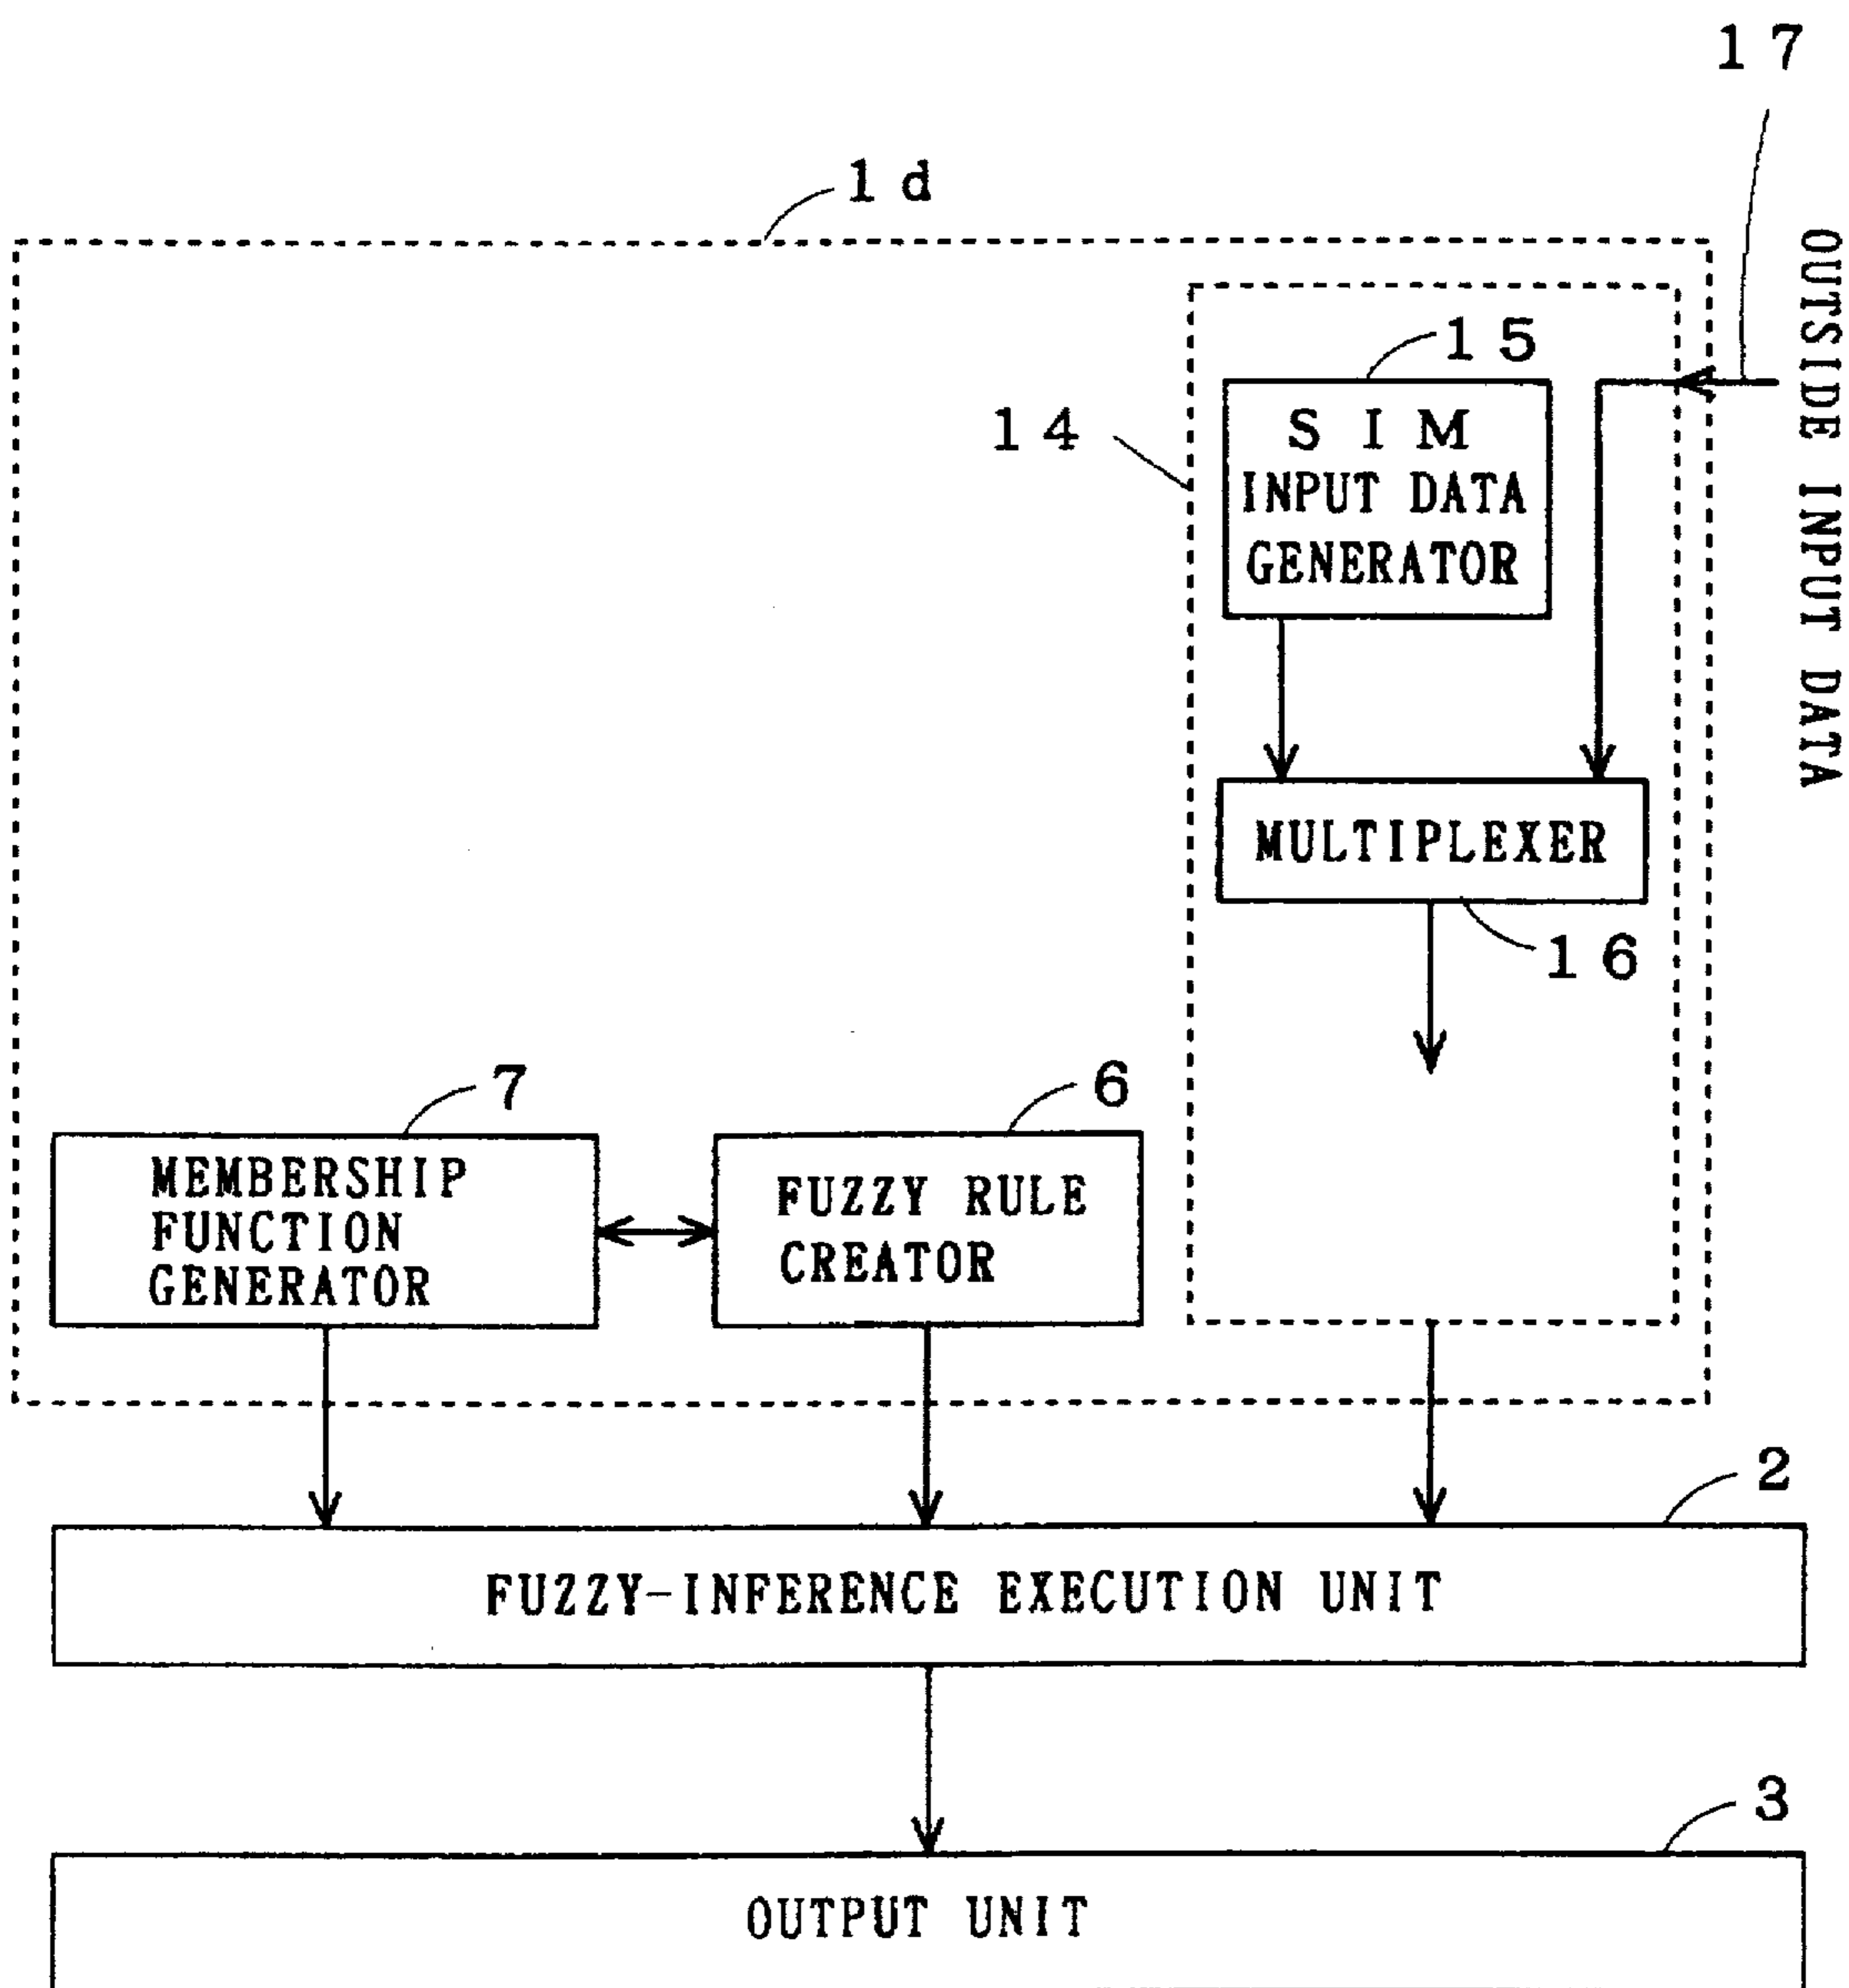 17
1d
OUTSIDE INPUT DATA
15
SIM
INPUT DATA
GENERATOR
14
MULTIPLEXER
16
7
6
MEMBERSHIP
FUNCTION
GENERATOR
FUZZY RULE
CREATOR
2
FUZZY-INFERENCE EXECUTION UNIT
3
OUTPUT UNIT